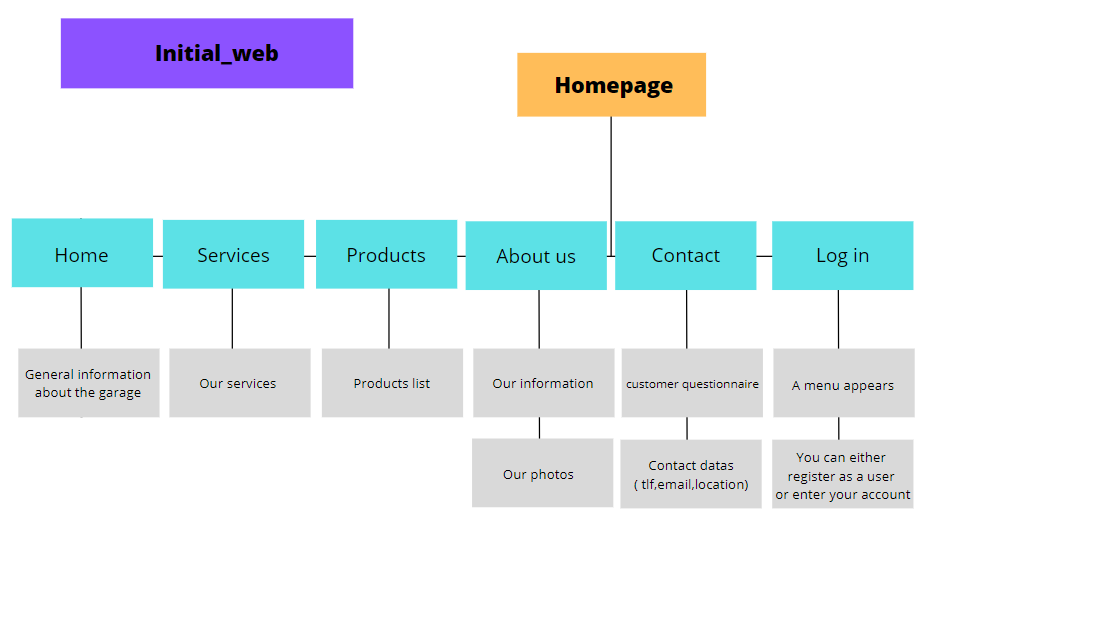 Initial_web
Homepage
Home
Services
Products
About us
Contact
Log in
General information
about the garage
Our services
Products list
Our information
customer questionnaire
A menu appears
Our photos
Contact datas
( tlf,email,location)
You can either
register as a user
or enter your account